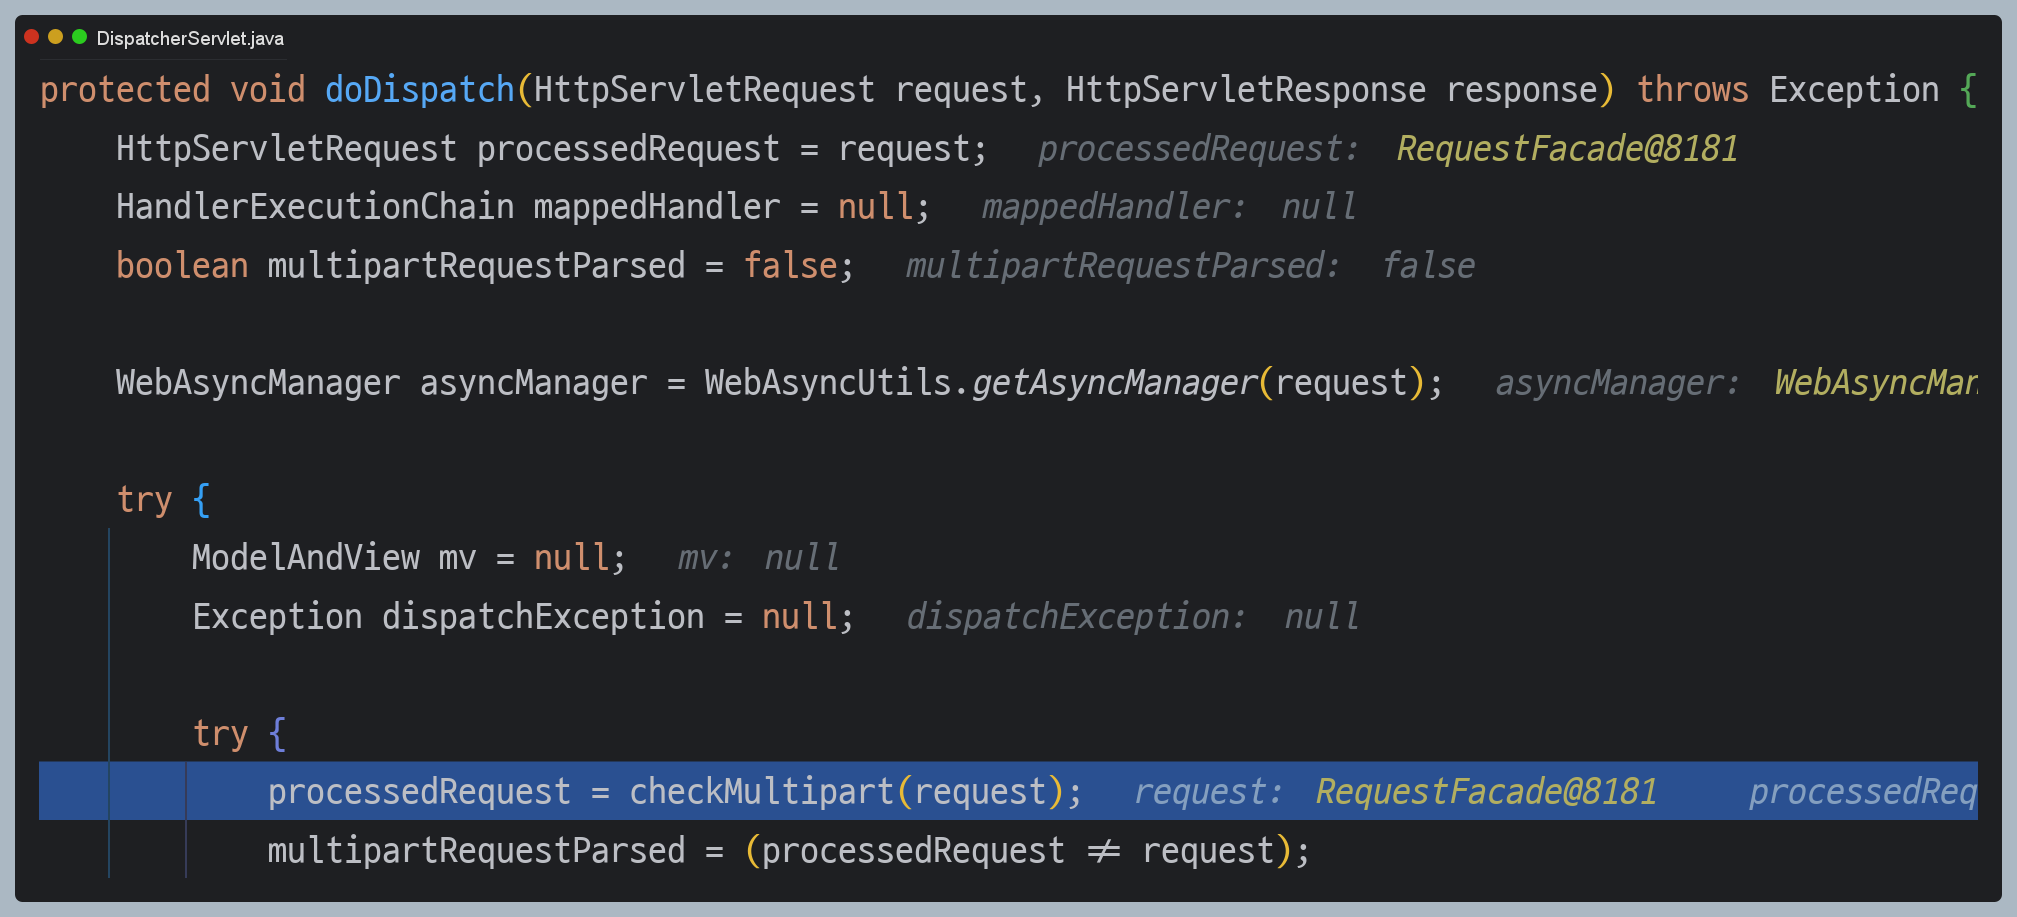 DispatcherServlet.java
protected void doDispatch(HttpServletRequest request, HttpServletResponse response) throws Exception {
HttpServletRequest processedRequest = request; processedRequest: RequestFacade@8181
HandlerExecutionChain mappedHandler = null; mappedHandler: null
boolean multipartRequestParsed = false; multipartRequestParsed: false
WebAsyncManager asyncManager = WebAsyncUtils.getAsyncManager(request); asyncManager: WebAsyncMan
try {
ModelAndView mv = null; mv: null
Exception dispatchException = null; dispatchException: null
try {
processedRequest = checkMultipart(request); request: RequestFacade@8181 processedReq
multipartRequestParsed = (processedRequest ≠ request);